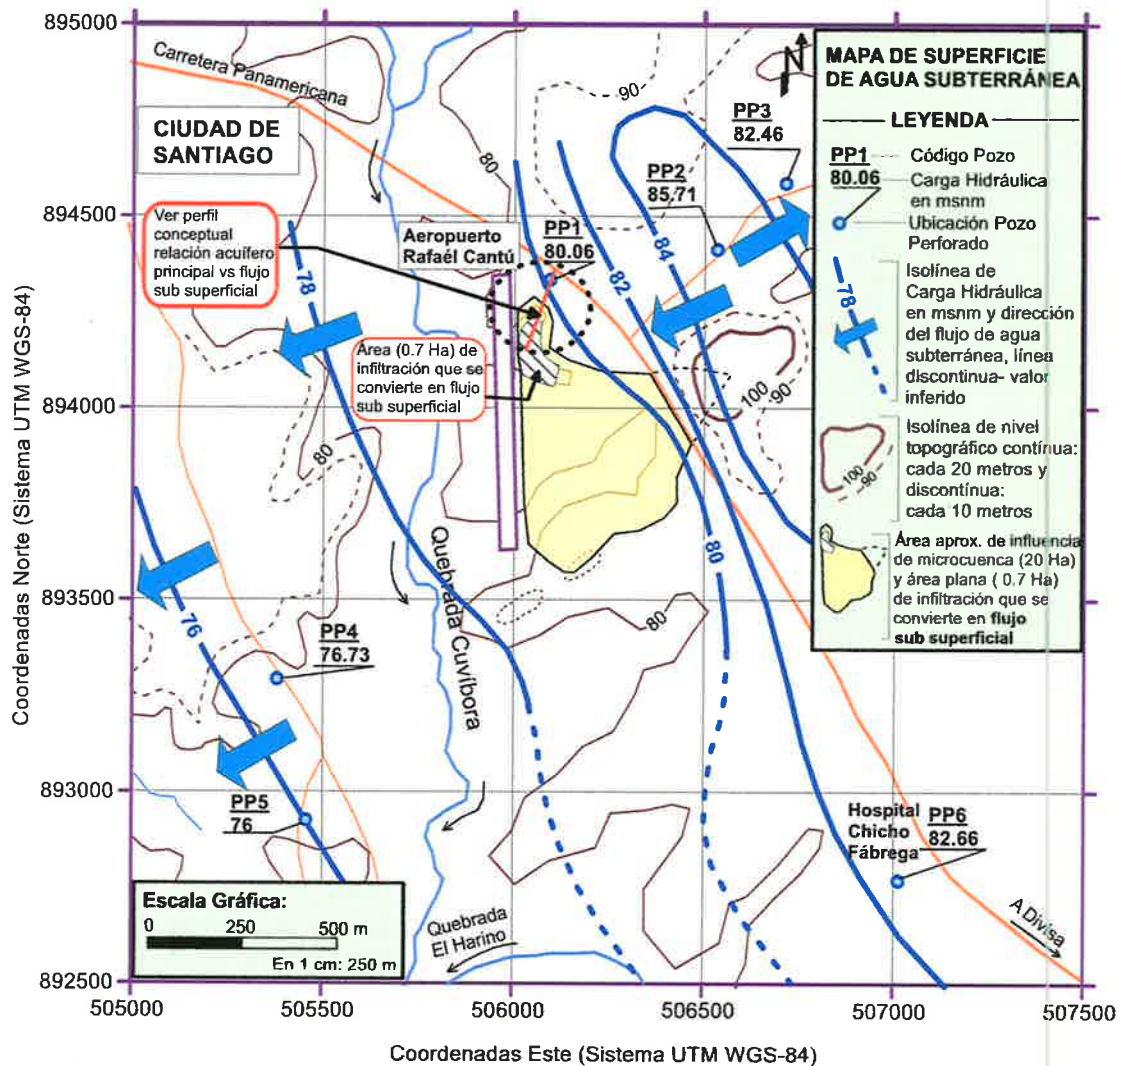 895000
894500
894000
893500
893000
892500
Coordenadas Norte (Sistema UTM WGS-84)
505000
505500
506000
506500
507000
507500
Coordenadas Este (Sistema UTM WGS-84)
Carretera Panamericana
CIUDAD DE
SANTIAGO
Ver perfil
conceptual
relación acuífero
principal vs flujo
sub superficial)
Aeropuerto
Rafaél Cantú
Área (0.7 Ha) de
infiltración que se
convierte en flujo
sub superficial
PP1
80.06
PP2
85.71
PP3
82.46
PP4
76.73
PP5
76
Hospital
Chicho
Fábrega
PP6
82.66
N
90
80
84
82
78
100
-90-
80
80
80
76
Quebrada Cuvíbora
Quebrada
El Harino
A Divisa
Escala Gráfica:
0 250 500 m
En 1 cm: 250 m
MAPA DE SUPERFICIE
DE AGUA SUBTERRÁNEA
LEYENDA
PP1
80.06
Código Pozo
Carga Hidráulica
en msnm
Ubicación Pozo
Perforado
78
Isolínea de
Carga Hidráulica
en msnm y dirección
del flujo de agua
subterránea, línea
discontinua- valor
inferido
100
-90-
Isolínea de nivel
topográfico contínua:
cada 20 metros y
discontínua:
cada 10 metros
Área aprox. de influencia
de microcuenca (20 Ha)
y área plana ( 0.7 Ha)
de infiltración que se
convierte en flujo
sub superficial